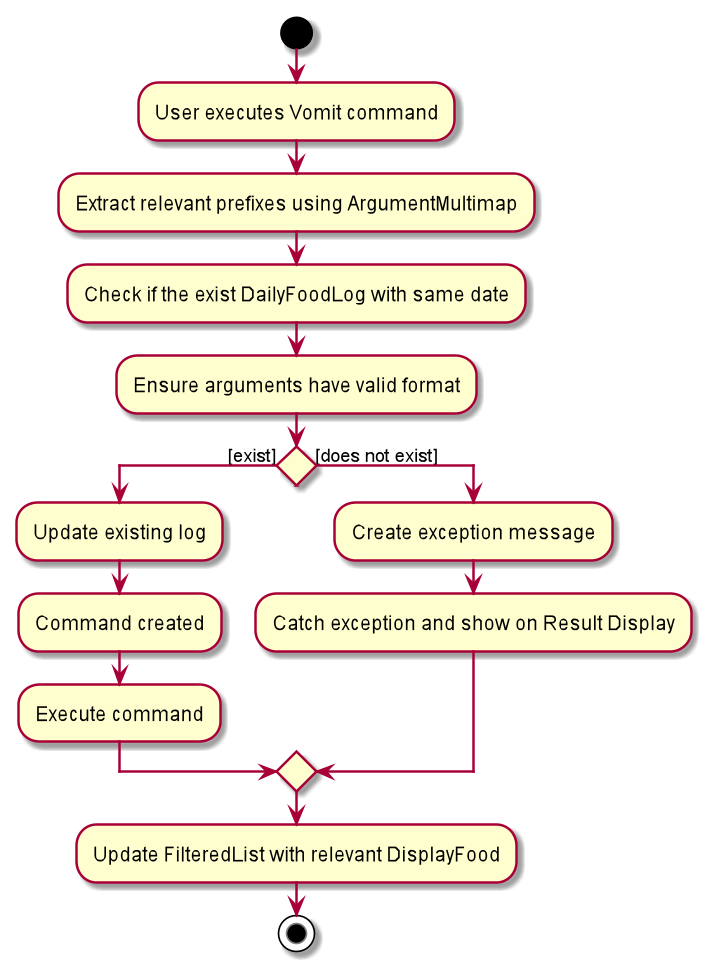 User executes Vomit command
Extract relevant prefixes using ArgumentMultimap
Check if the exist DailyFoodLog with same date
Ensure arguments have valid format
[exist]
[does not exist]
Update existing log
Create exception message
Command created
Catch exception and show on Result Display
Execute command
Update FilteredList with relevant DisplayFood